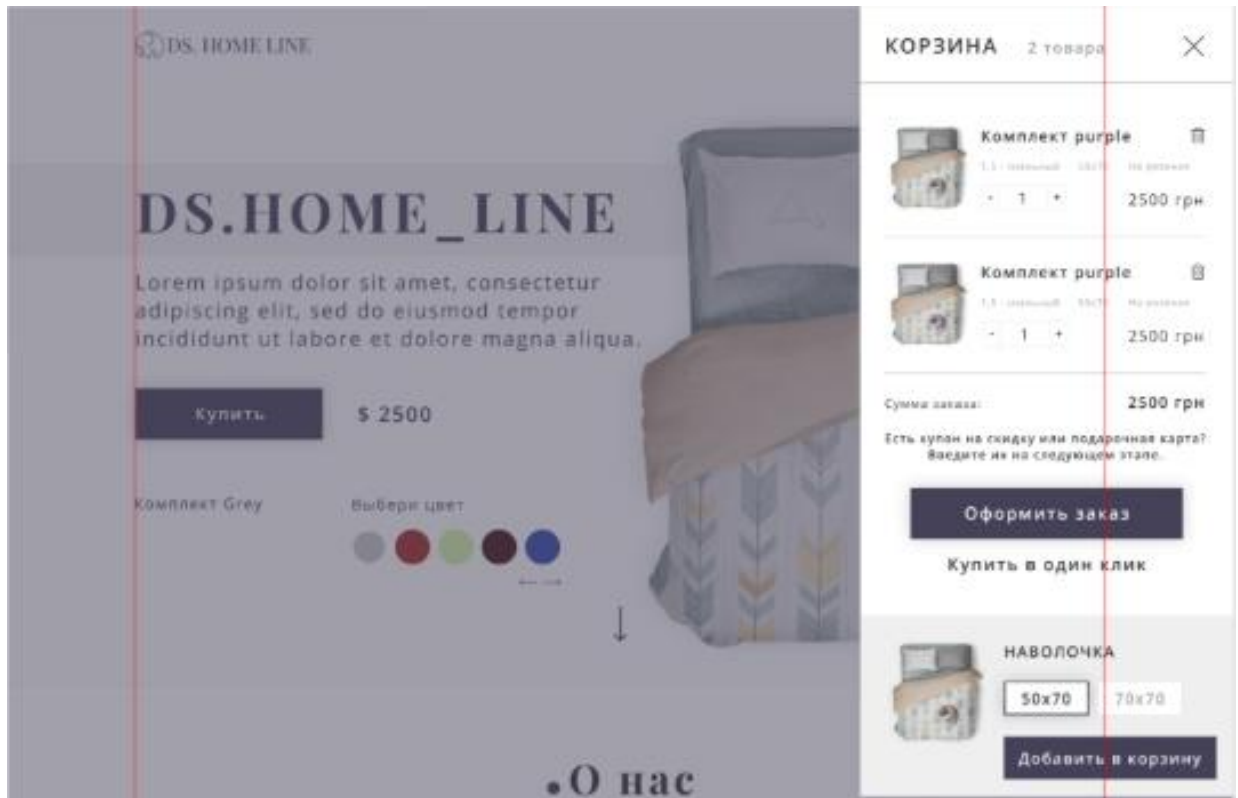 DS. HOME LINE
КОРЗИНА 2 товара
DS.HOME_LINE
Lorem ipsum dolor sit amet, consectetur
adipiscing elit, sed do eiusmod tempor
incididunt ut labore et dolore magna aliqua.
Купить
$ 2500
Комплект Grey
Выбери цвет
О нас
Комплект purple
- 1 +
2500 грн
Комплект purple
- 1 +
2500 грн
Сумма заказа:
2500 грн
Есть купон на скидку или подарочная карта?
Введите их на следующем этапе.
Оформить заказ
Купить в один клик
НАВОЛОЧКА
50x70
70x70
Добавить в корзину